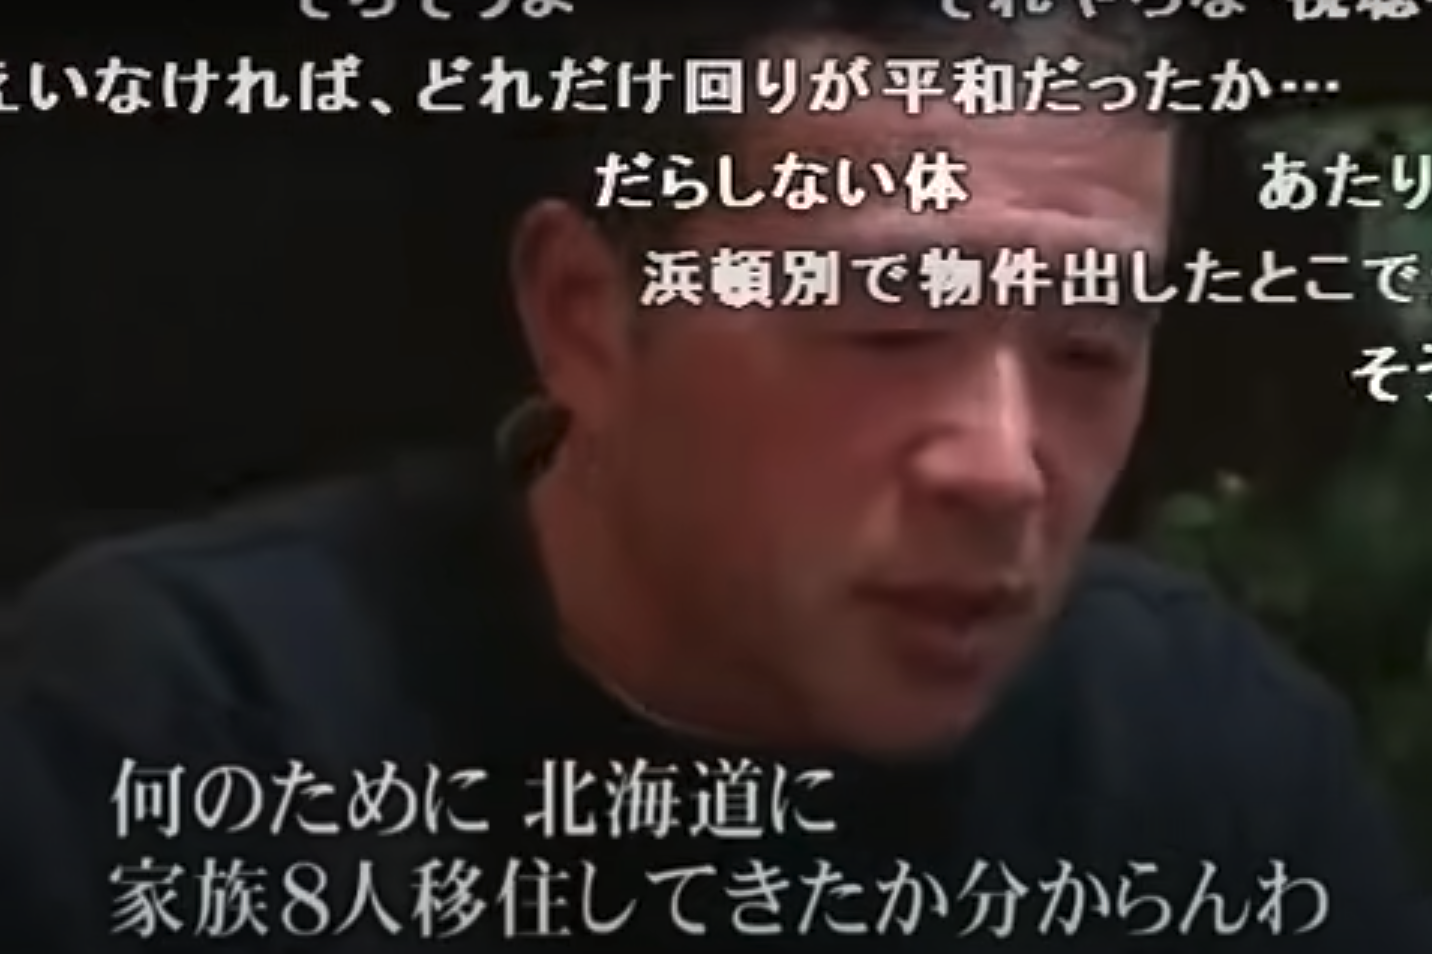 えいなければ、どれだけ回りが平和だったか…
だらしない体 あたり
浜頓別で物件出したとこで
そう
何のために 北海道に
家族8人移住してきたか分からんわ